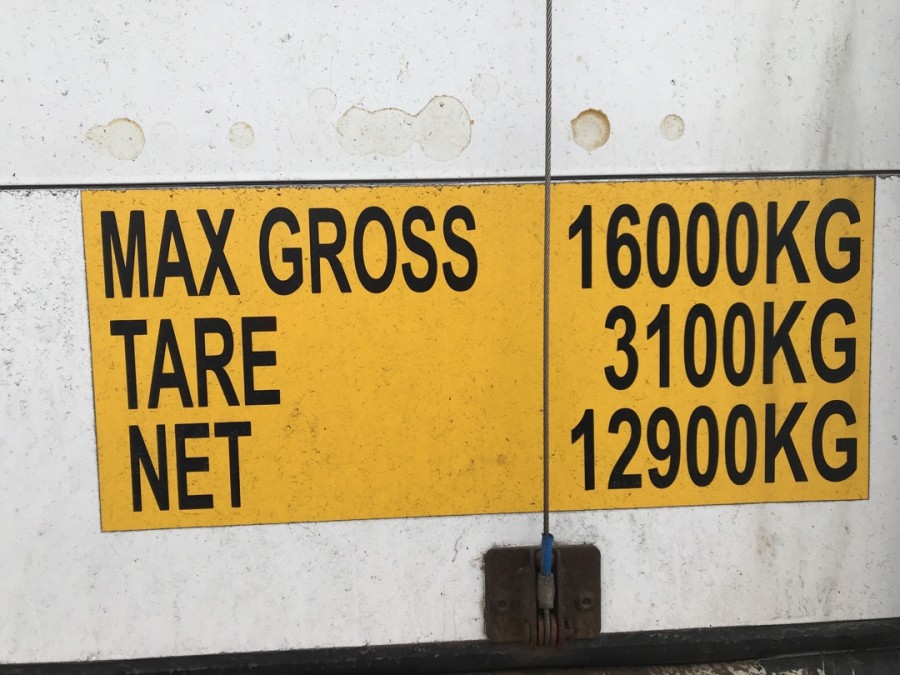 MAX GROSS 16000KG
TARE 3100KG
NET 12900KG